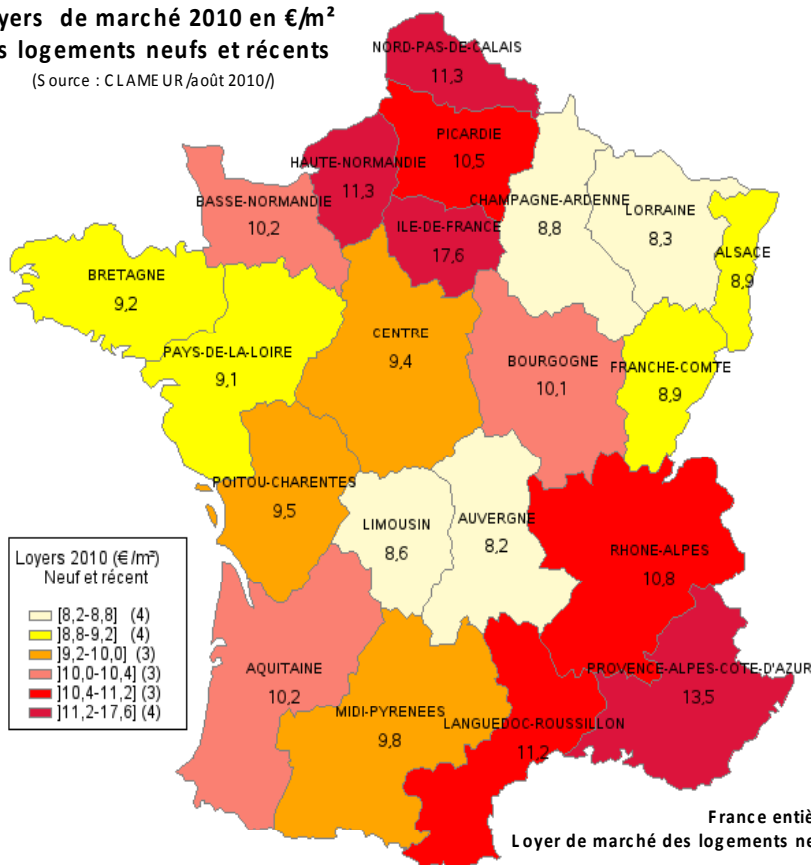 yers de marché 2010 en €/m²
s logements neufs et récents
(Source : CLAMEUR/août 2010/)
NORD-PAS-DE-CALAIS
11,3
PICARDIE
10,5
HAUTE-NORMANDIE
11,3
BASSE-NORMANDIE
10,2
CHAMPAGNE-ARDENNE
8,8
LORRAINE
8,3
ILE-DE-FRANCE
17,6
ALSACE
8,9
BRETAGNE
9,2
PAYS-DE-LA-LOIRE
9,1
CENTRE
9,4
BOURGOGNE
10,1
FRANCHE-COMTE
8,9
POITOU-CHARENTES
9,5
LIMOUSIN
8,6
AUVERGNE
8,2
RHONE-ALPES
10,8
Loyers 2010 (€/m²)
Neuf et récent
]8,2-8,8] (4)
]8,8-9,2] (4)
]9,2-10,0] (3)
]10,0-10,4] (3)
]10,4-11,2] (3)
]11,2-17,6] (4)
AQUITAINE
10,2
MIDI-PYRENEES
9,8
LANGUEDOC-ROUSSILLON
11,2
PROVENCE-ALPES-COTE-D'AZUR
13,5
France entiè
Loyer de marché des logements ne